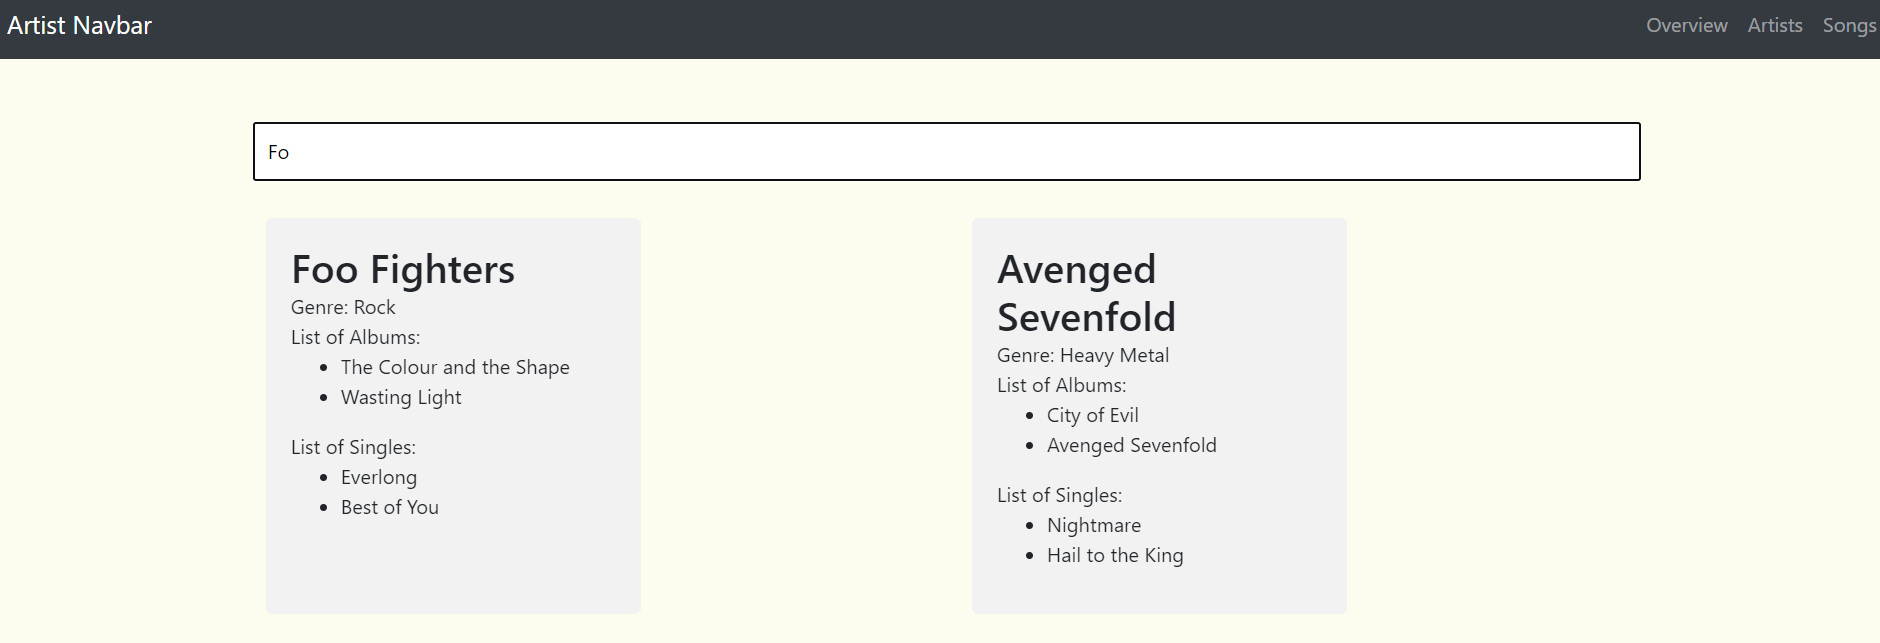 Artist Navbar
Overview Artists Songs
Fo
Foo Fighters
Genre: Rock
List of Albums:
The Colour and the Shape
Wasting Light
List of Singles:
Everlong
Best of You
Avenged
Sevenfold
Genre: Heavy Metal
List of Albums:
City of Evil
Avenged Sevenfold
List of Singles:
Nightmare
Hail to the King